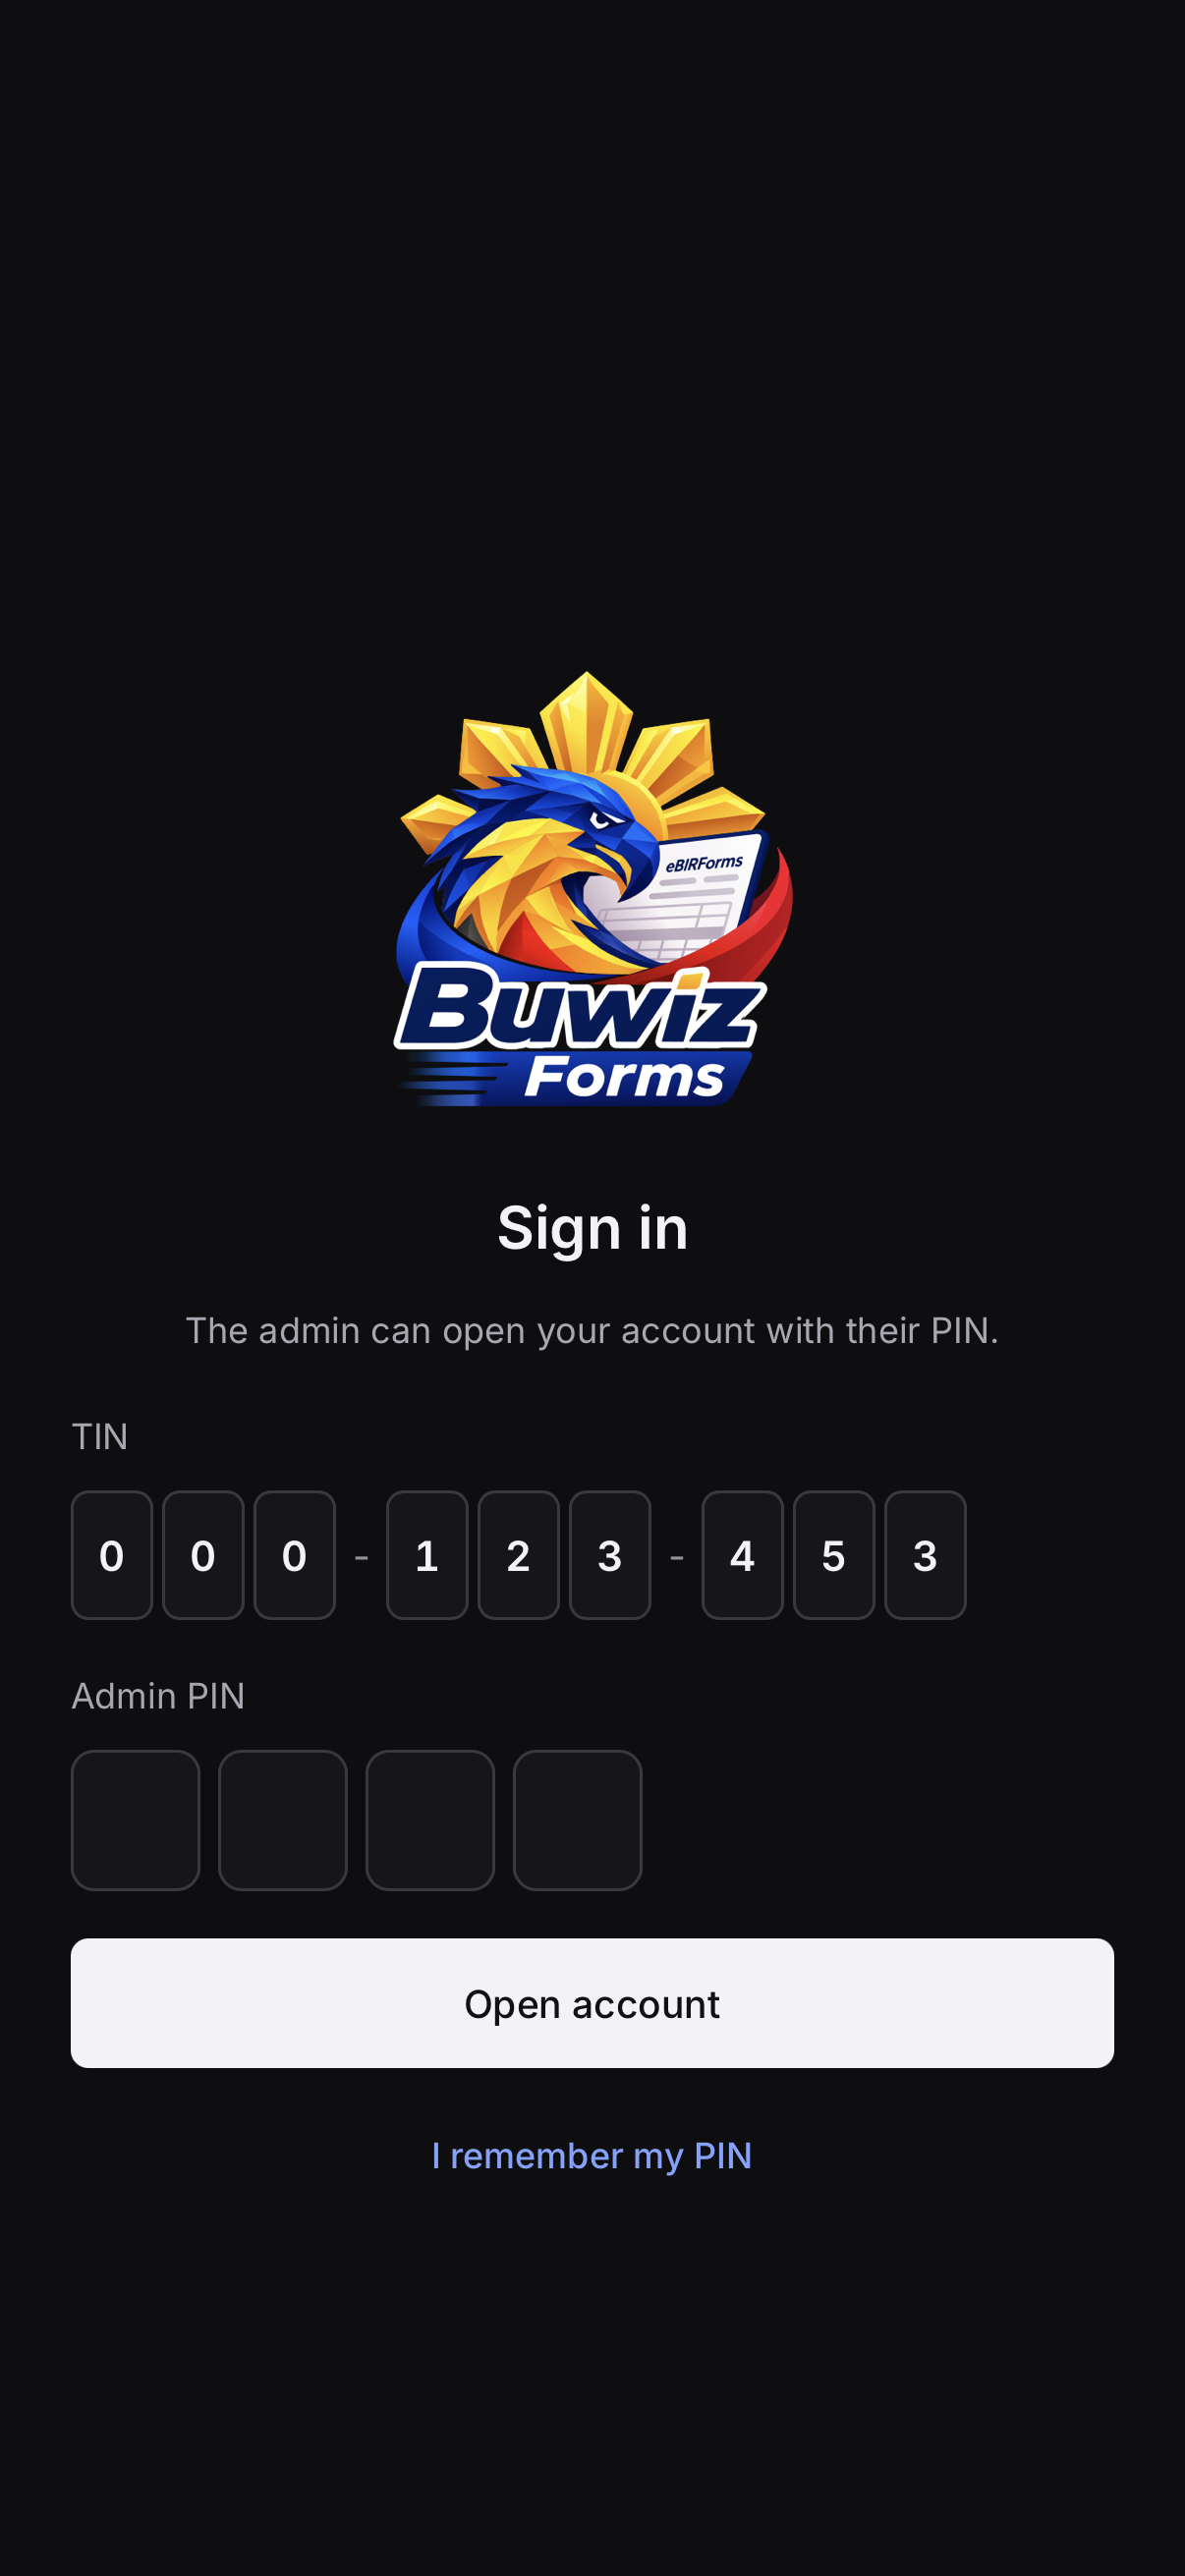 eBIRForms
Buwiz
Forms
Sign in
The admin can open your account with their PIN.
TIN
0 0 0 - 1 2 3 - 4 5 3
Admin PIN
Open account
I remember my PIN